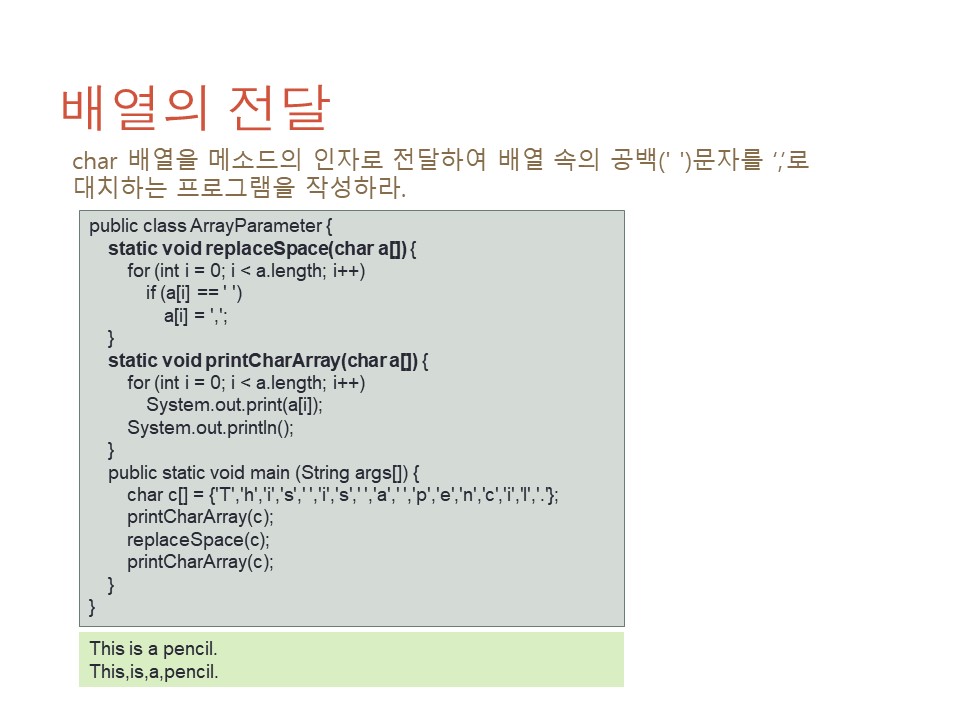 배열의 전달
char 배열을 메소드의 인자로 전달하여 배열 속의 공백(' ')문자를 ‘,’로
대치하는 프로그램을 작성하라.
public class ArrayParameter {
static void replaceSpace(char a[]) {
for (int i = 0; i < a.length; i++)
if (a[i] == ' ')
a[i] = ',';
}
static void printCharArray(char a[]) {
for (int i = 0; i < a.length; i++)
System.out.print(a[i]);
System.out.println();
}
public static void main (String args[]) {
char c[] = {'T','h','i','s',' ','i','s',' ','a',' ','p','e','n','c','i','l','.'};
printCharArray(c);
replaceSpace(c);
printCharArray(c);
}
}
This is a pencil.
This,is,a,pencil.